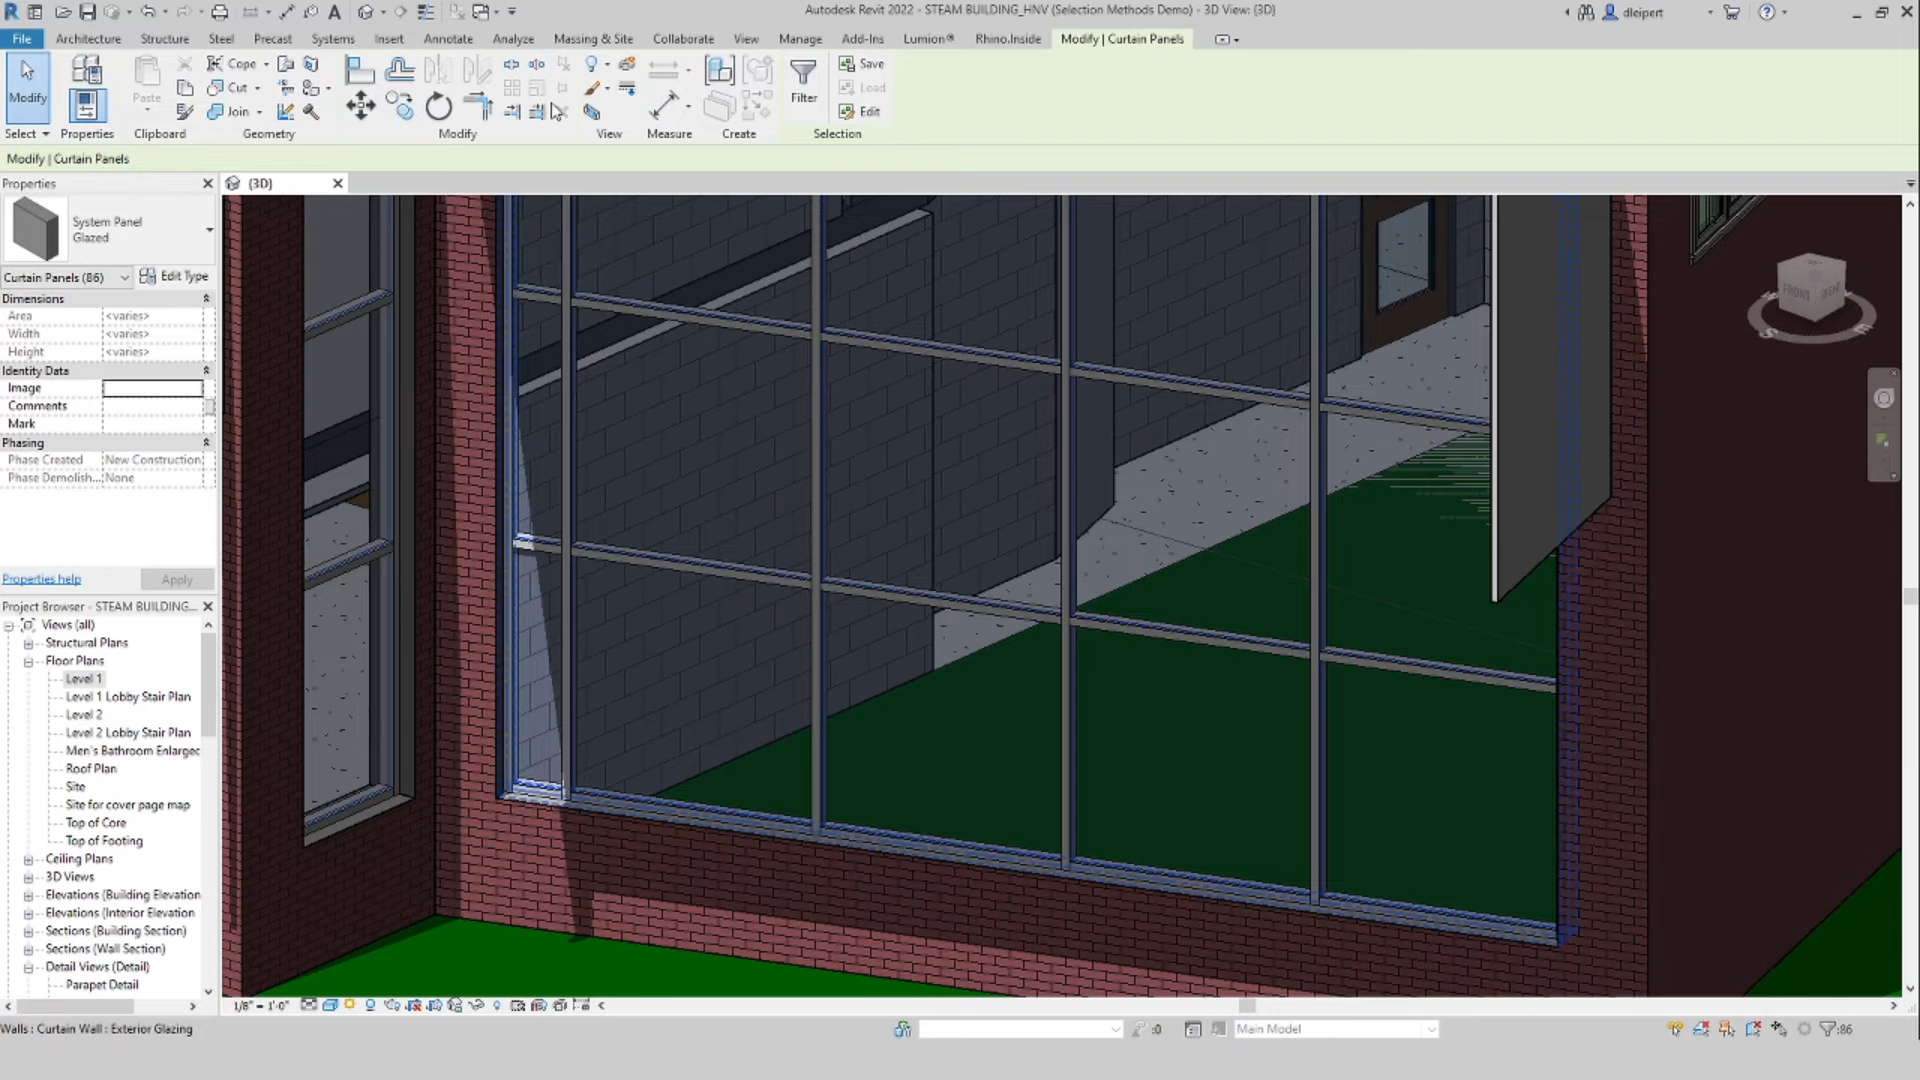 Autodesk Revit 2022 - STEAM BUILDING_HNV (Selection Methods Demo) - 3D View: {3D}
dleipert
File Architecture Structure Steel Precast Systems Insert Annotate Analyze Massing & Site Collaborate View Manage Add-Ins Lumion® Rhino.Inside Modify | Curtain Panels
Modify
Paste
Cope
Cut
Join
Filter
Save
Load
Edit
Select Properties Clipboard Geometry Modify View Measure Create Selection
Modify | Curtain Panels
Properties
{3D}
System Panel
Glazed
Curtain Panels (86)
Edit Type
Dimensions
Area <varies>
Width <varies>
Height <varies>
Identity Data
Image
Comments
Mark
Phasing
Phase Created New Construction
Phase Demolish... None
Properties help
Apply
Project Browser - STEAM BUILDING...
Views (all)
Structural Plans
Floor Plans
Level 1
Level 1 Lobby Stair Plan
Level 2
Level 2 Lobby Stair Plan
Men's Bathroom Enlarged
Roof Plan
Site
Site for cover page map
Top of Core
Top of Footing
Ceiling Plans
3D Views
Elevations (Building Elevation
Elevations (Interior Elevation
Sections (Building Section)
Sections (Wall Section)
Detail Views (Detail)
Parapet Detail
FRONT
S
E
1/8" = 1'-0"
Walls : Curtain Wall : Exterior Glazing
:0
Main Model
:86